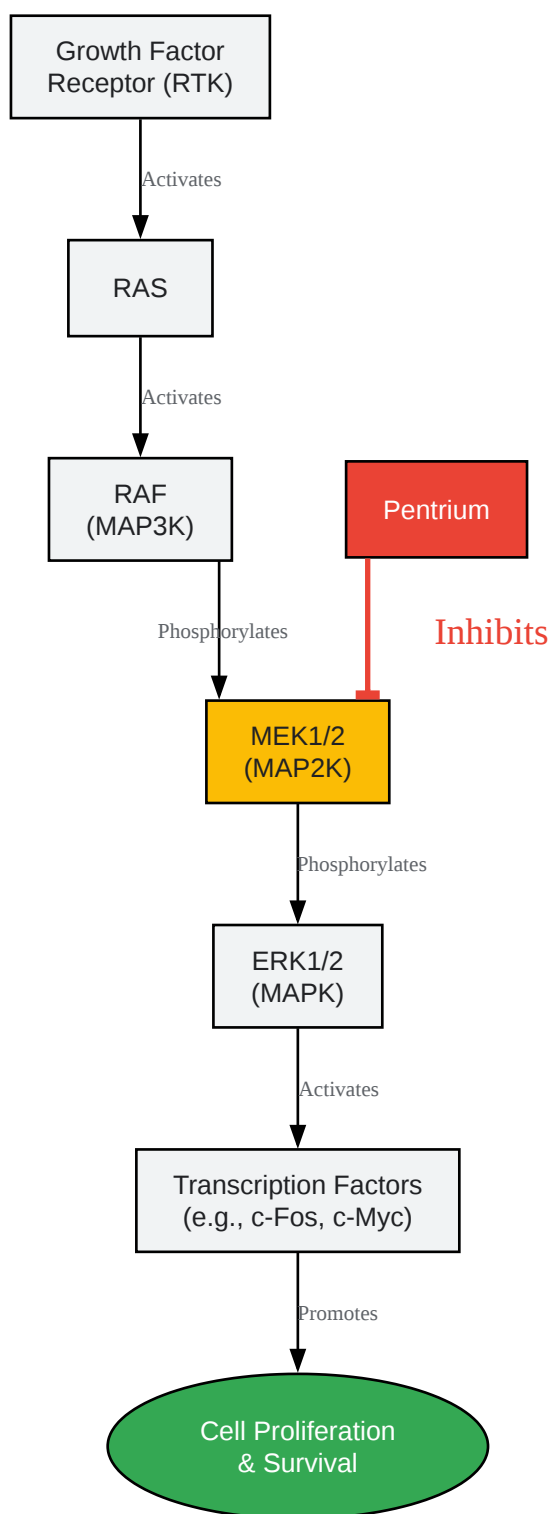 Growth Factor
Receptor (RTK)
Activates
RAS
Activates
RAF
(MAP3K)
Pentrium
Phosphorylates
Inhibits
MEK1/2
(MAP2K)
Phosphorylates
ERK1/2
(MAPK)
Activates
Transcription Factors
(e.g., c-Fos, c-Myc)
Promotes
Cell Proliferation
& Survival